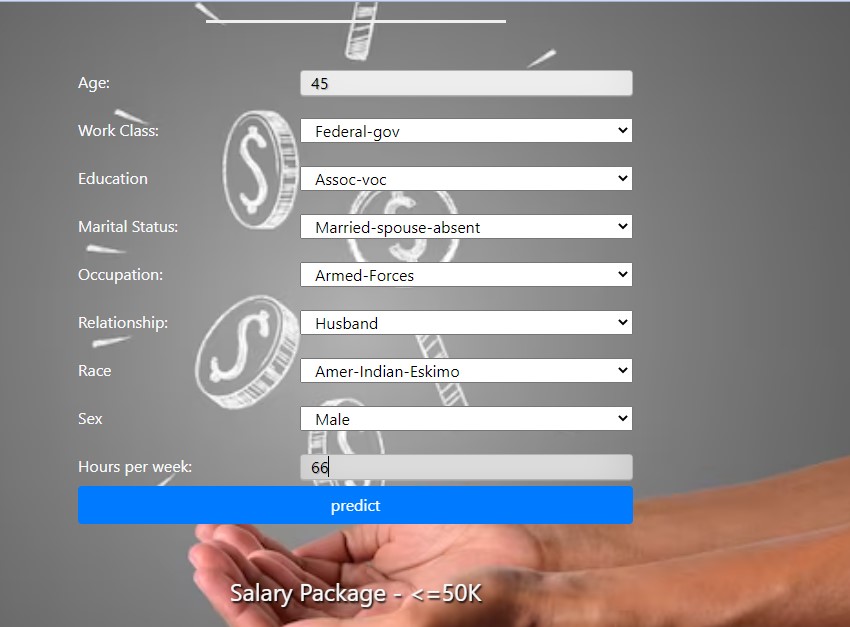 Age: 45
Work Class: Federal-gov
Education Assoc-voc
Marital Status: Married-spouse-absent
Occupation: Armed-Forces
Relationship: Husband
Race Amer-Indian-Eskimo
Sex Male
Hours per week: 66
predict
Salary Package - <=50K